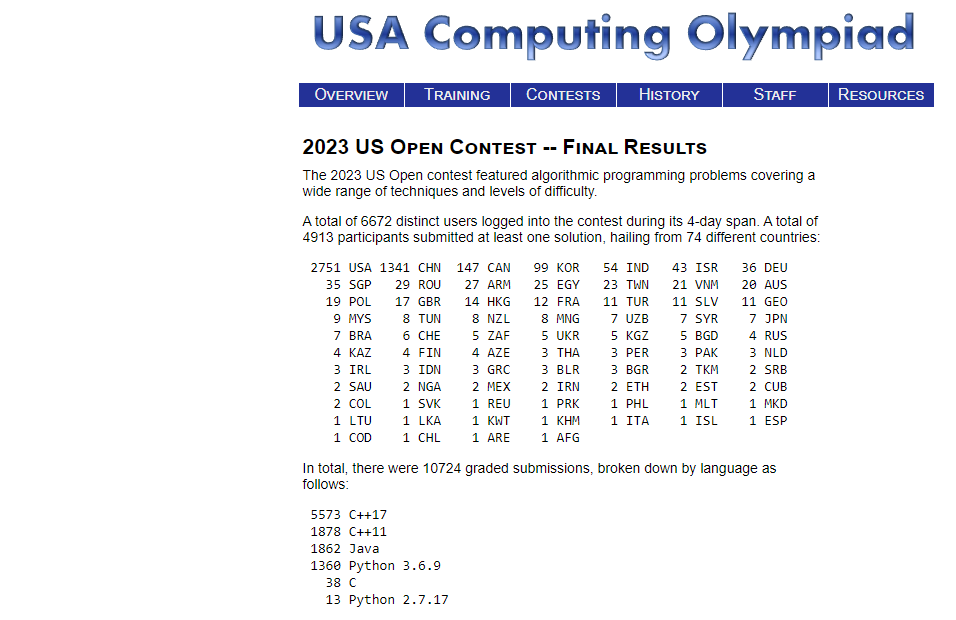 USA Computing Olympiad
OVERVIEW TRAINING CONTESTS HISTORY STAFF RESOURCES
2023 US OPEN CONTEST -- FINAL RESULTS
The 2023 US Open contest featured algorithmic programming problems covering a
wide range of techniques and levels of difficulty.
A total of 6672 distinct users logged into the contest during its 4-day span. A total of
4913 participants submitted at least one solution, hailing from 74 different countries:
2751 USA 1341 CHN 147 CAN 99 KOR 54 IND 43 ISR 36 DEU
35 SGP 29 ROU 27 ARM 25 EGY 23 TWN 21 VNM 20 AUS
19 POL 17 GBR 14 HKG 12 FRA 11 TUR 11 SLV 11 GEO
9 MYS 8 TUN 8 NZL 8 MNG 7 UZB 7 SYR 7 JPN
7 BRA 6 CHE 5 ZAF 5 UKR 5 KGZ 5 BGD 4 RUS
4 KAZ 4 FIN 4 AZE 3 THA 3 PER 3 PAK 3 NLD
3 IRL 3 IDN 3 GRC 3 BLR 3 BGR 2 TKM 2 SRB
2 SAU 2 NGA 2 MEX 2 IRN 2 ETH 2 EST 2 CUB
2 COL 1 SVK 1 REU 1 PRK 1 PHL 1 MLT 1 MKD
1 LTU 1 LKA 1 KWT 1 KHM 1 ITA 1 ISL 1 ESP
1 COD 1 CHL 1 ARE 1 AFG
In total, there were 10724 graded submissions, broken down by language as
follows:
5573 C++17
1878 C++11
1862 Java
1360 Python 3.6.9
38 C
13 Python 2.7.17